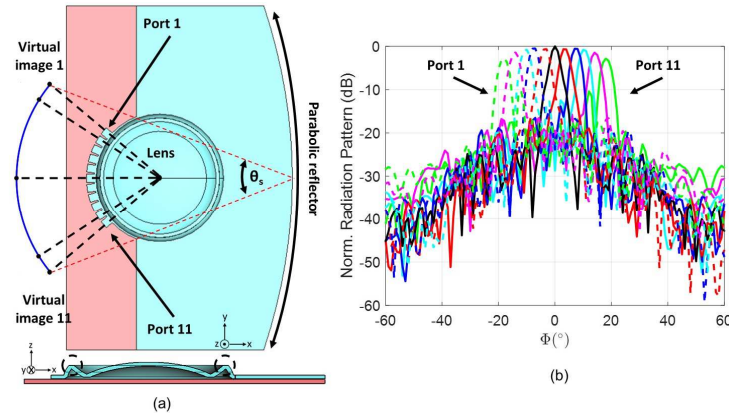 Port 1
Virtual
image 1
Lens
θs
Parabolic reflector
Virtual
image 11
Port 11
y
z
x
z
y
x
(a)
Norm. Radiation Pattern (dB)
0
-10
-20
-30
-40
-50
-60
Port 1
Port 11
-60
-40
-20
0
20
40
60
Φ(°)
(b)